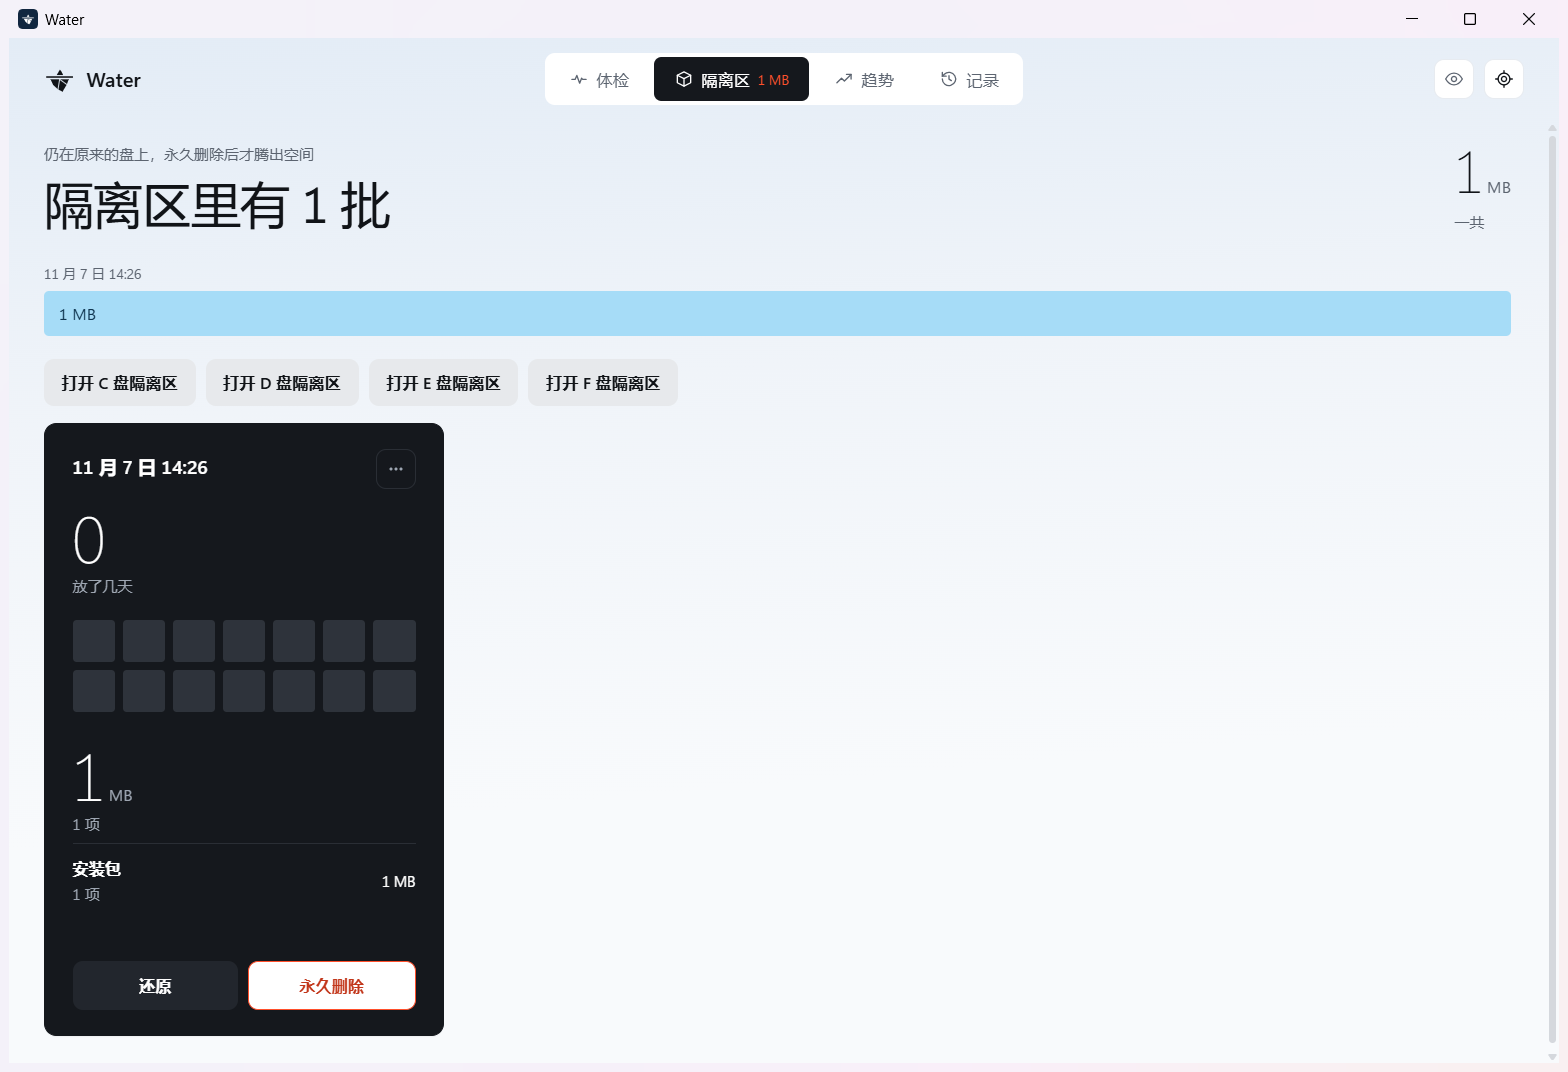 Water
Water
体检
隔离区 1 MB
趋势
记录
仍在原来的盘上，永久删除后才腾出空间
隔离区里有 1 批
1 MB
一共
11 月 7 日 14:26
1 MB
打开 C 盘隔离区
打开 D 盘隔离区
打开 E 盘隔离区
打开 F 盘隔离区
11 月 7 日 14:26
0
放了几天
1 MB
1 项
安装包
1 项
1 MB
还原
永久删除